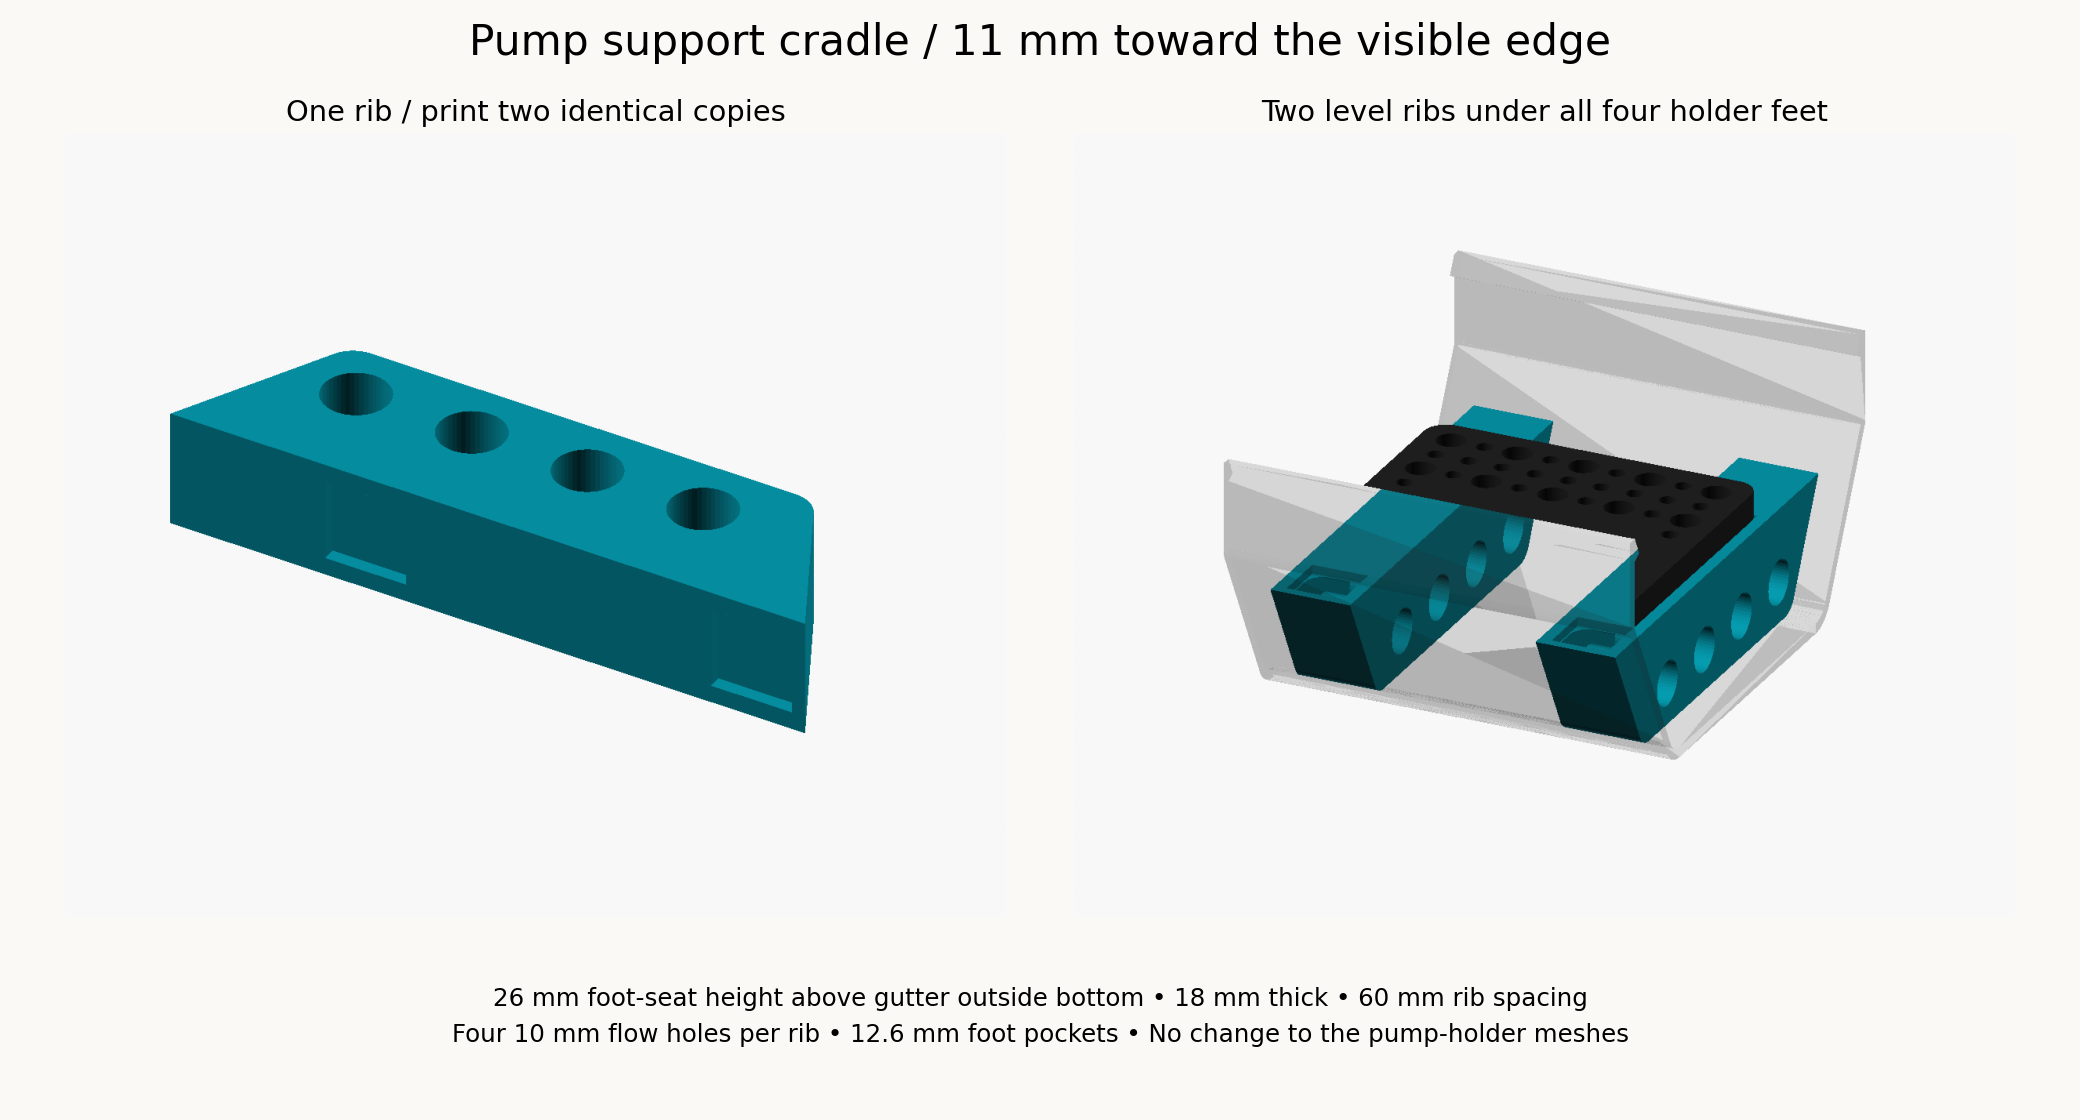 Pump support cradle / 11 mm toward the visible edge
One rib / print two identical copies
Two level ribs under all four holder feet
26 mm foot-seat height above gutter outside bottom • 18 mm thick • 60 mm rib spacing
Four 10 mm flow holes per rib • 12.6 mm foot pockets • No change to the pump-holder meshes